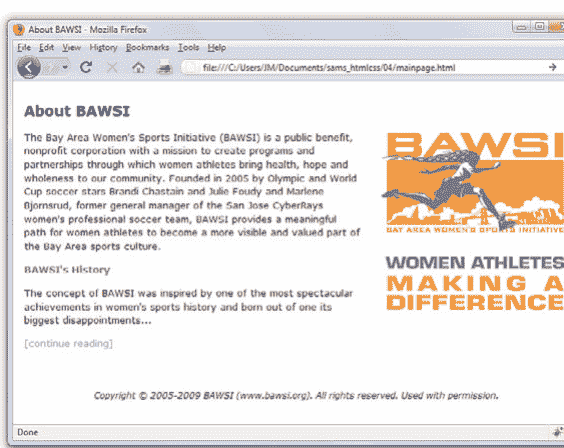 About BAWSI - Mozilla Firefox
File Edit View History Bookmarks Tools Help
file:///C:/Users/JM/Documents/sams_htmlcss/04/mainpage.html
About BAWSI
The Bay Area Women's Sports Initiative (BAWSI) is a public benefit,
nonprofit corporation with a mission to create programs and
partnerships through which women athletes bring health, hope and
wholeness to our community. Founded in 2005 by Olympic and World
Cup soccer stars Brandi Chastain and Julie Foudy and Marlene
Bjornsrud, former general manager of the San Jose CyberRays
women's professional soccer team, BAWSI provides a meaningful
path for women athletes to become a more visible and valued part of
the Bay Area sports culture.
BAWSI's History
The concept of BAWSI was inspired by one of the most spectacular
achievements in women's sports history and born out of one its
biggest disappointments...
[continue reading]
BAWSI
BAY AREA WOMEN'S SPORTS INITIATIVE
WOMEN ATHLETES
MAKING A
DIFFERENCE
Copyright © 2005-2009 BAWSI (www.bawsi.org). All rights reserved. Used with permission.
Done